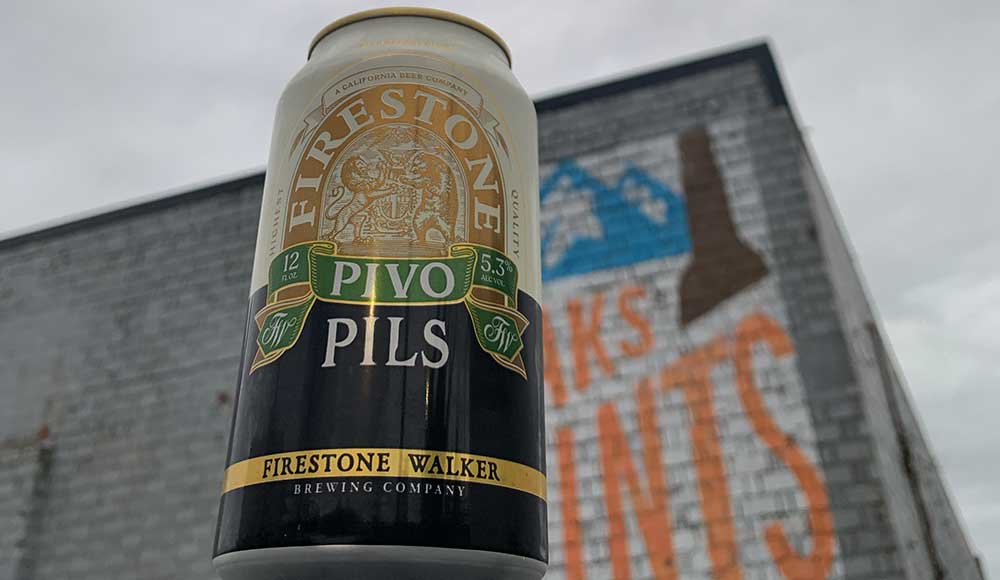 A CALIFORNIA BEER COMPANY
FIRESTONE
HIGHEST
QUALITY
12
FL OZ.
PIVO
5.3%
ALC VOL.
FW
PILS
FW
FIRESTONE WALKER
BREWING COMPANY
AKS
INTS